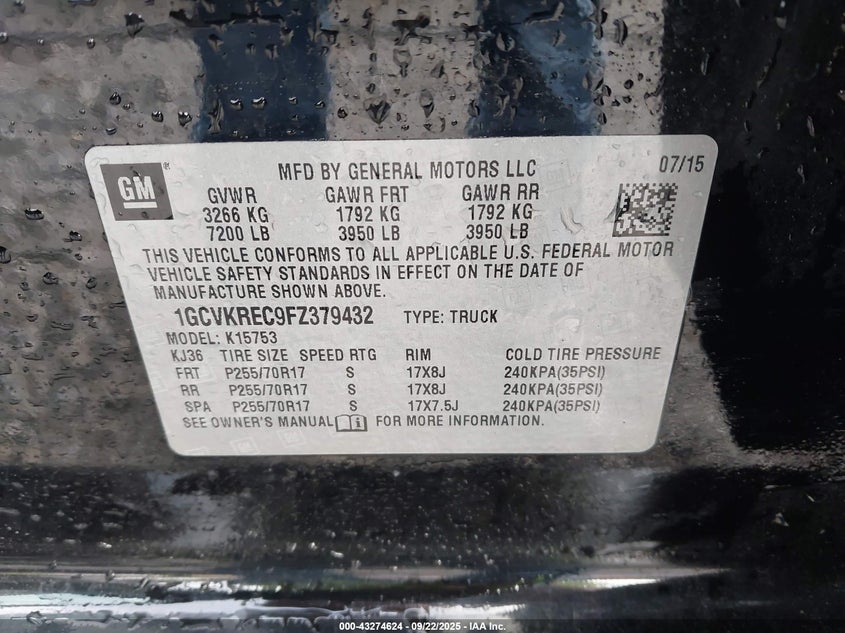 GM
MFD BY GENERAL MOTORS LLC 07/15
GVWR GAWR FRT GAWR RR
3266 KG 1792 KG 1792 KG
7200 LB 3950 LB 3950 LB
THIS VEHICLE CONFORMS TO ALL APPLICABLE U.S. FEDERAL MOTOR
VEHICLE SAFETY STANDARDS IN EFFECT ON THE DATE OF
MANUFACTURE SHOWN ABOVE.
1GCVKREC9FZ379432 TYPE: TRUCK
MODEL: K15753
KJ36 TIRE SIZE SPEED RTG RIM COLD TIRE PRESSURE
FRT P255/70R17 S 17X8J 240KPA(35PSI)
RR P255/70R17 S 17X8J 240KPA(35PSI)
SPA P255/70R17 S 17X7.5J 240KPA(35PSI)
SEE OWNER'S MANUAL FOR MORE INFORMATION.
000-43274624 - 09/22/2025 - IAA Inc.